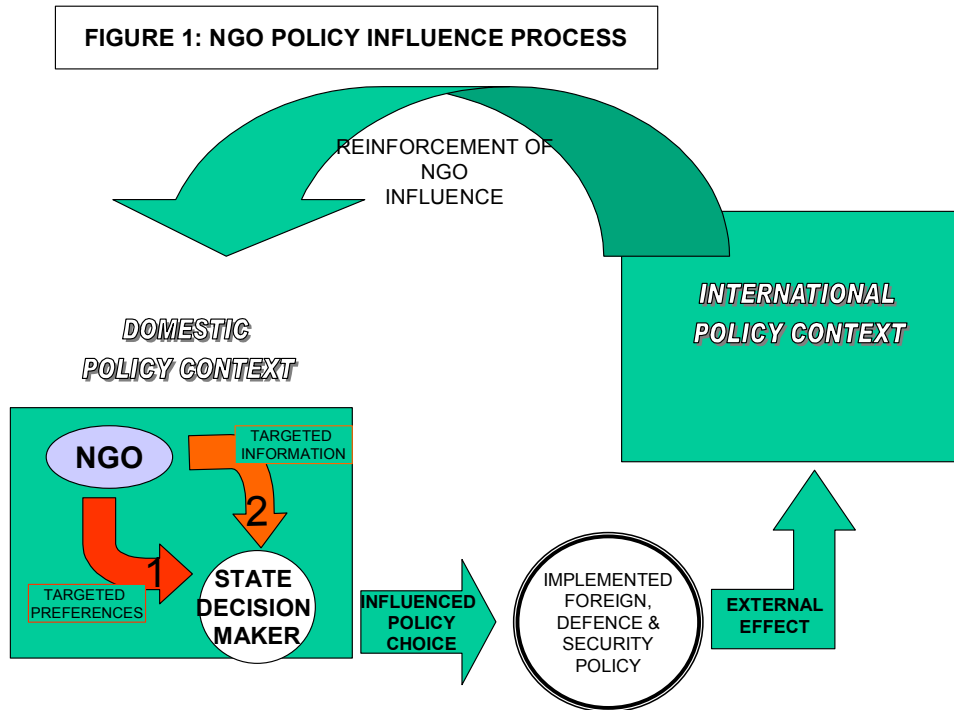 FIGURE 1: NGO POLICY INFLUENCE PROCESS
REINFORCEMENT OF
NGO
INFLUENCE
INTERNATIONAL
POLICY CONTEXT
DOMESTIC
POLICY CONTEXT
NGO
TARGETED
INFORMATION
2
1
TARGETED
PREFERENCES
STATE
DECISION
MAKER
INFLUENCED
POLICY
CHOICE
IMPLEMENTED
FOREIGN,
DEFENCE &
SECURITY
POLICY
EXTERNAL
EFFECT